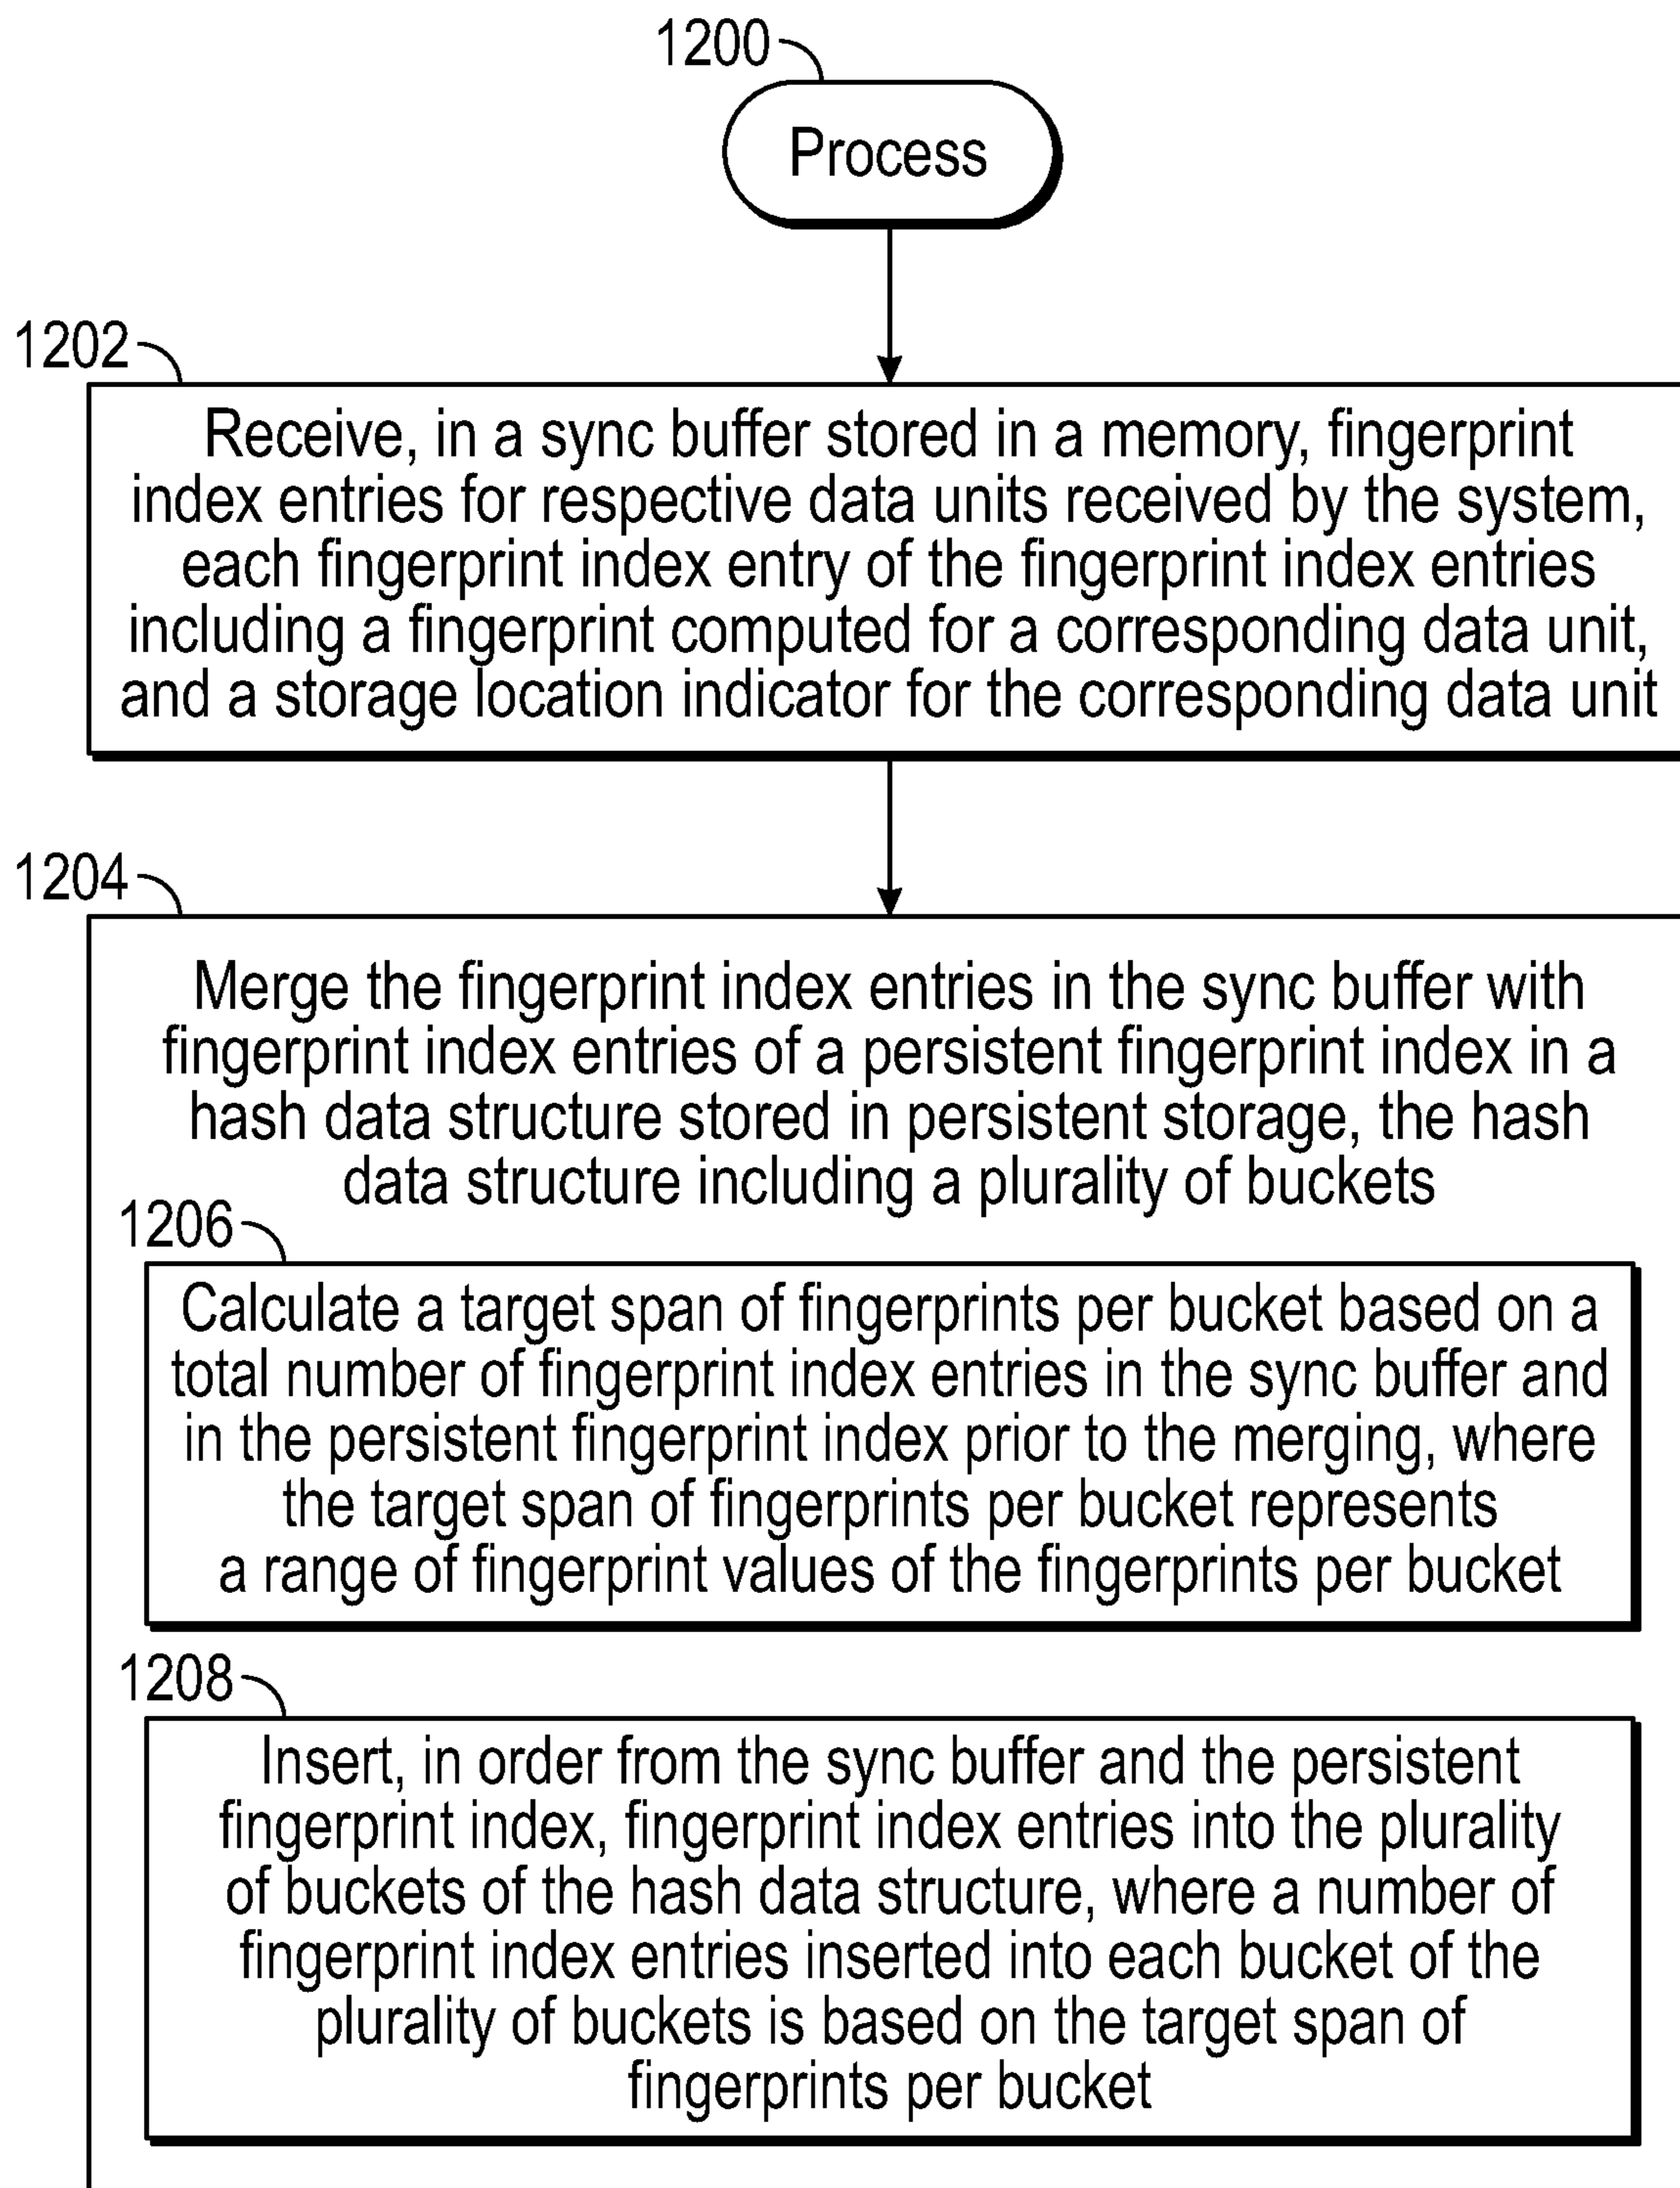 1200
Process
1202
Receive, in a sync buffer stored in a memory, fingerprint
index entries for respective data units received by the system,
each fingerprint index entry of the fingerprint index entries
including a fingerprint computed for a corresponding data unit,
and a storage location indicator for the corresponding data unit
1204
Merge the fingerprint index entries in the sync buffer with
fingerprint index entries of a persistent fingerprint index in a
hash data structure stored in persistent storage, the hash
data structure including a plurality of buckets
1206
Calculate a target span of fingerprints per bucket based on a
total number of fingerprint index entries in the sync buffer and
in the persistent fingerprint index prior to the merging, where
the target span of fingerprints per bucket represents
a range of fingerprint values of the fingerprints per bucket
1208
Insert, in order from the sync buffer and the persistent
fingerprint index, fingerprint index entries into the plurality
of buckets of the hash data structure, where a number of
fingerprint index entries inserted into each bucket of the
plurality of buckets is based on the target span of
fingerprints per bucket